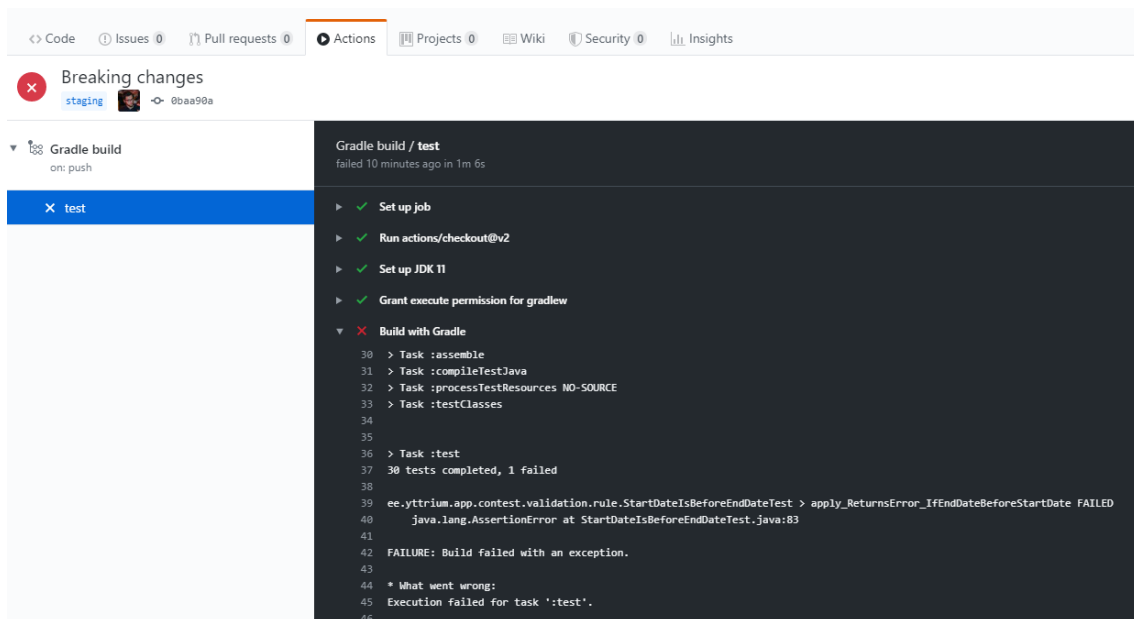 Code Issues 0 Pull requests 0 Actions Projects 0 Wiki Security 0 Insights
Breaking changes
staging 0baa90a
Gradle build
on: push
test
Gradle build / test
failed 10 minutes ago in 1m 6s
Set up job
Run actions/checkout@v2
Set up JDK 11
Grant execute permission for gradlew
Build with Gradle
30 > Task :assemble
31 > Task :compileTestJava
32 > Task :processTestResources NO-SOURCE
33 > Task :testClasses
34
35
36 > Task :test
37 30 tests completed, 1 failed
38
39 ee.yttrium.app.contest.validation.rule.StartDateIsBeforeEndDateTest > apply_ReturnsError_IfEndDateBeforeStartDate FAILED
40 java.lang.AssertionError at StartDateIsBeforeEndDateTest.java:83
41
42 FAILURE: Build failed with an exception.
43
44 * What went wrong:
45 Execution failed for task ':test'.
46